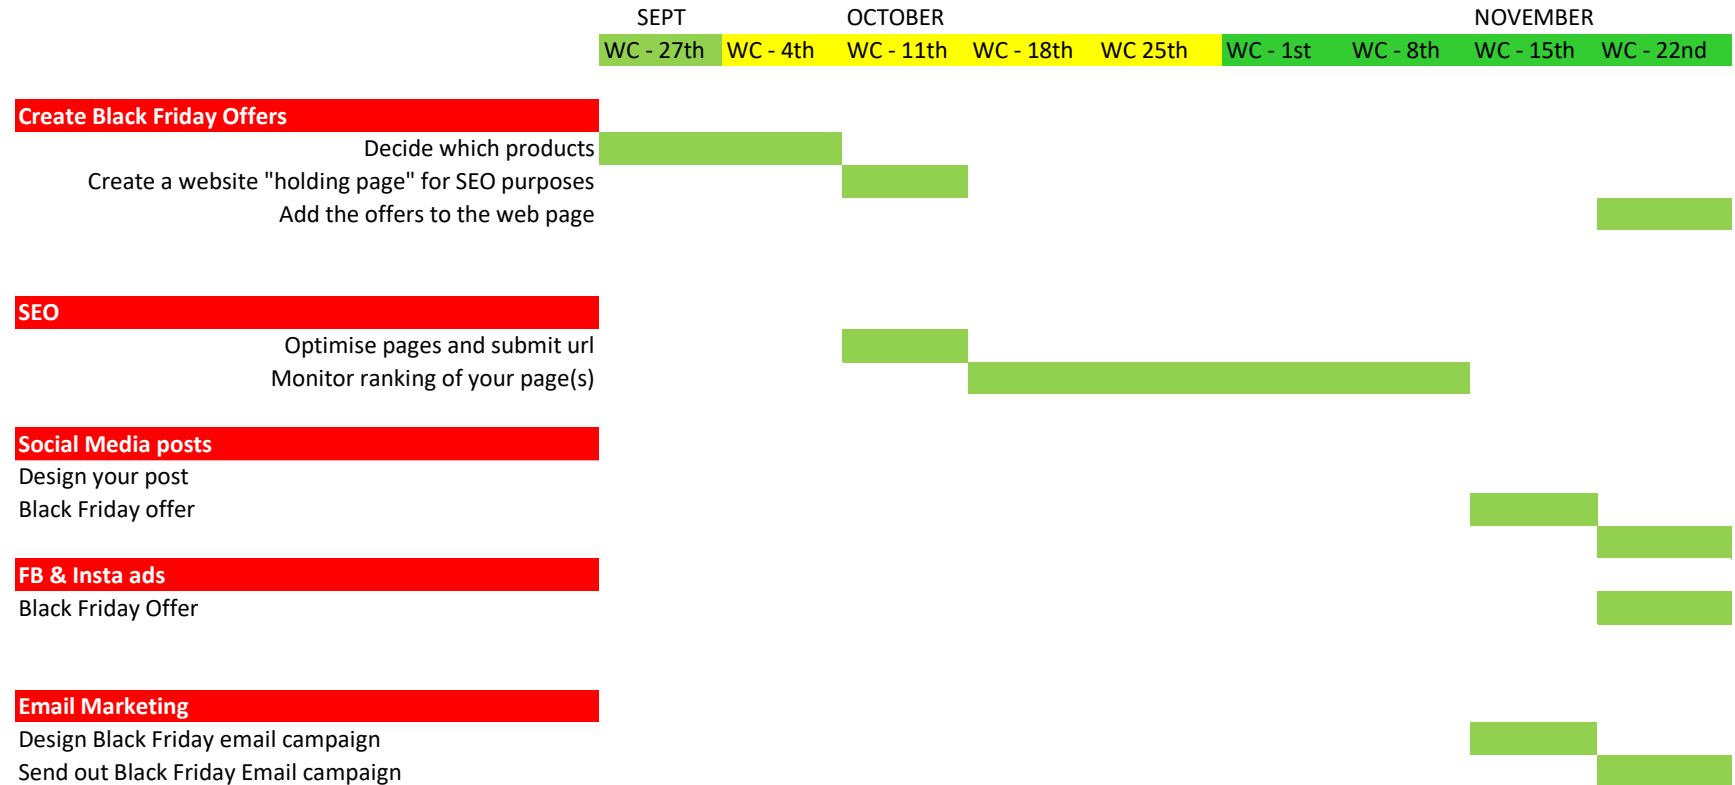 SEPT OCTOBER NOVEMBER
WC - 27th WC - 4th WC - 11th WC - 18th WC 25th WC - 1st WC - 8th WC - 15th WC - 22nd
Create Black Friday Offers
Decide which products
Create a website "holding page" for SEO purposes
Add the offers to the web page
SEO
Optimise pages and submit url
Monitor ranking of your page(s)
Social Media posts
Design your post
Black Friday offer
FB & Insta ads
Black Friday Offer
Email Marketing
Design Black Friday email campaign
Send out Black Friday Email campaign